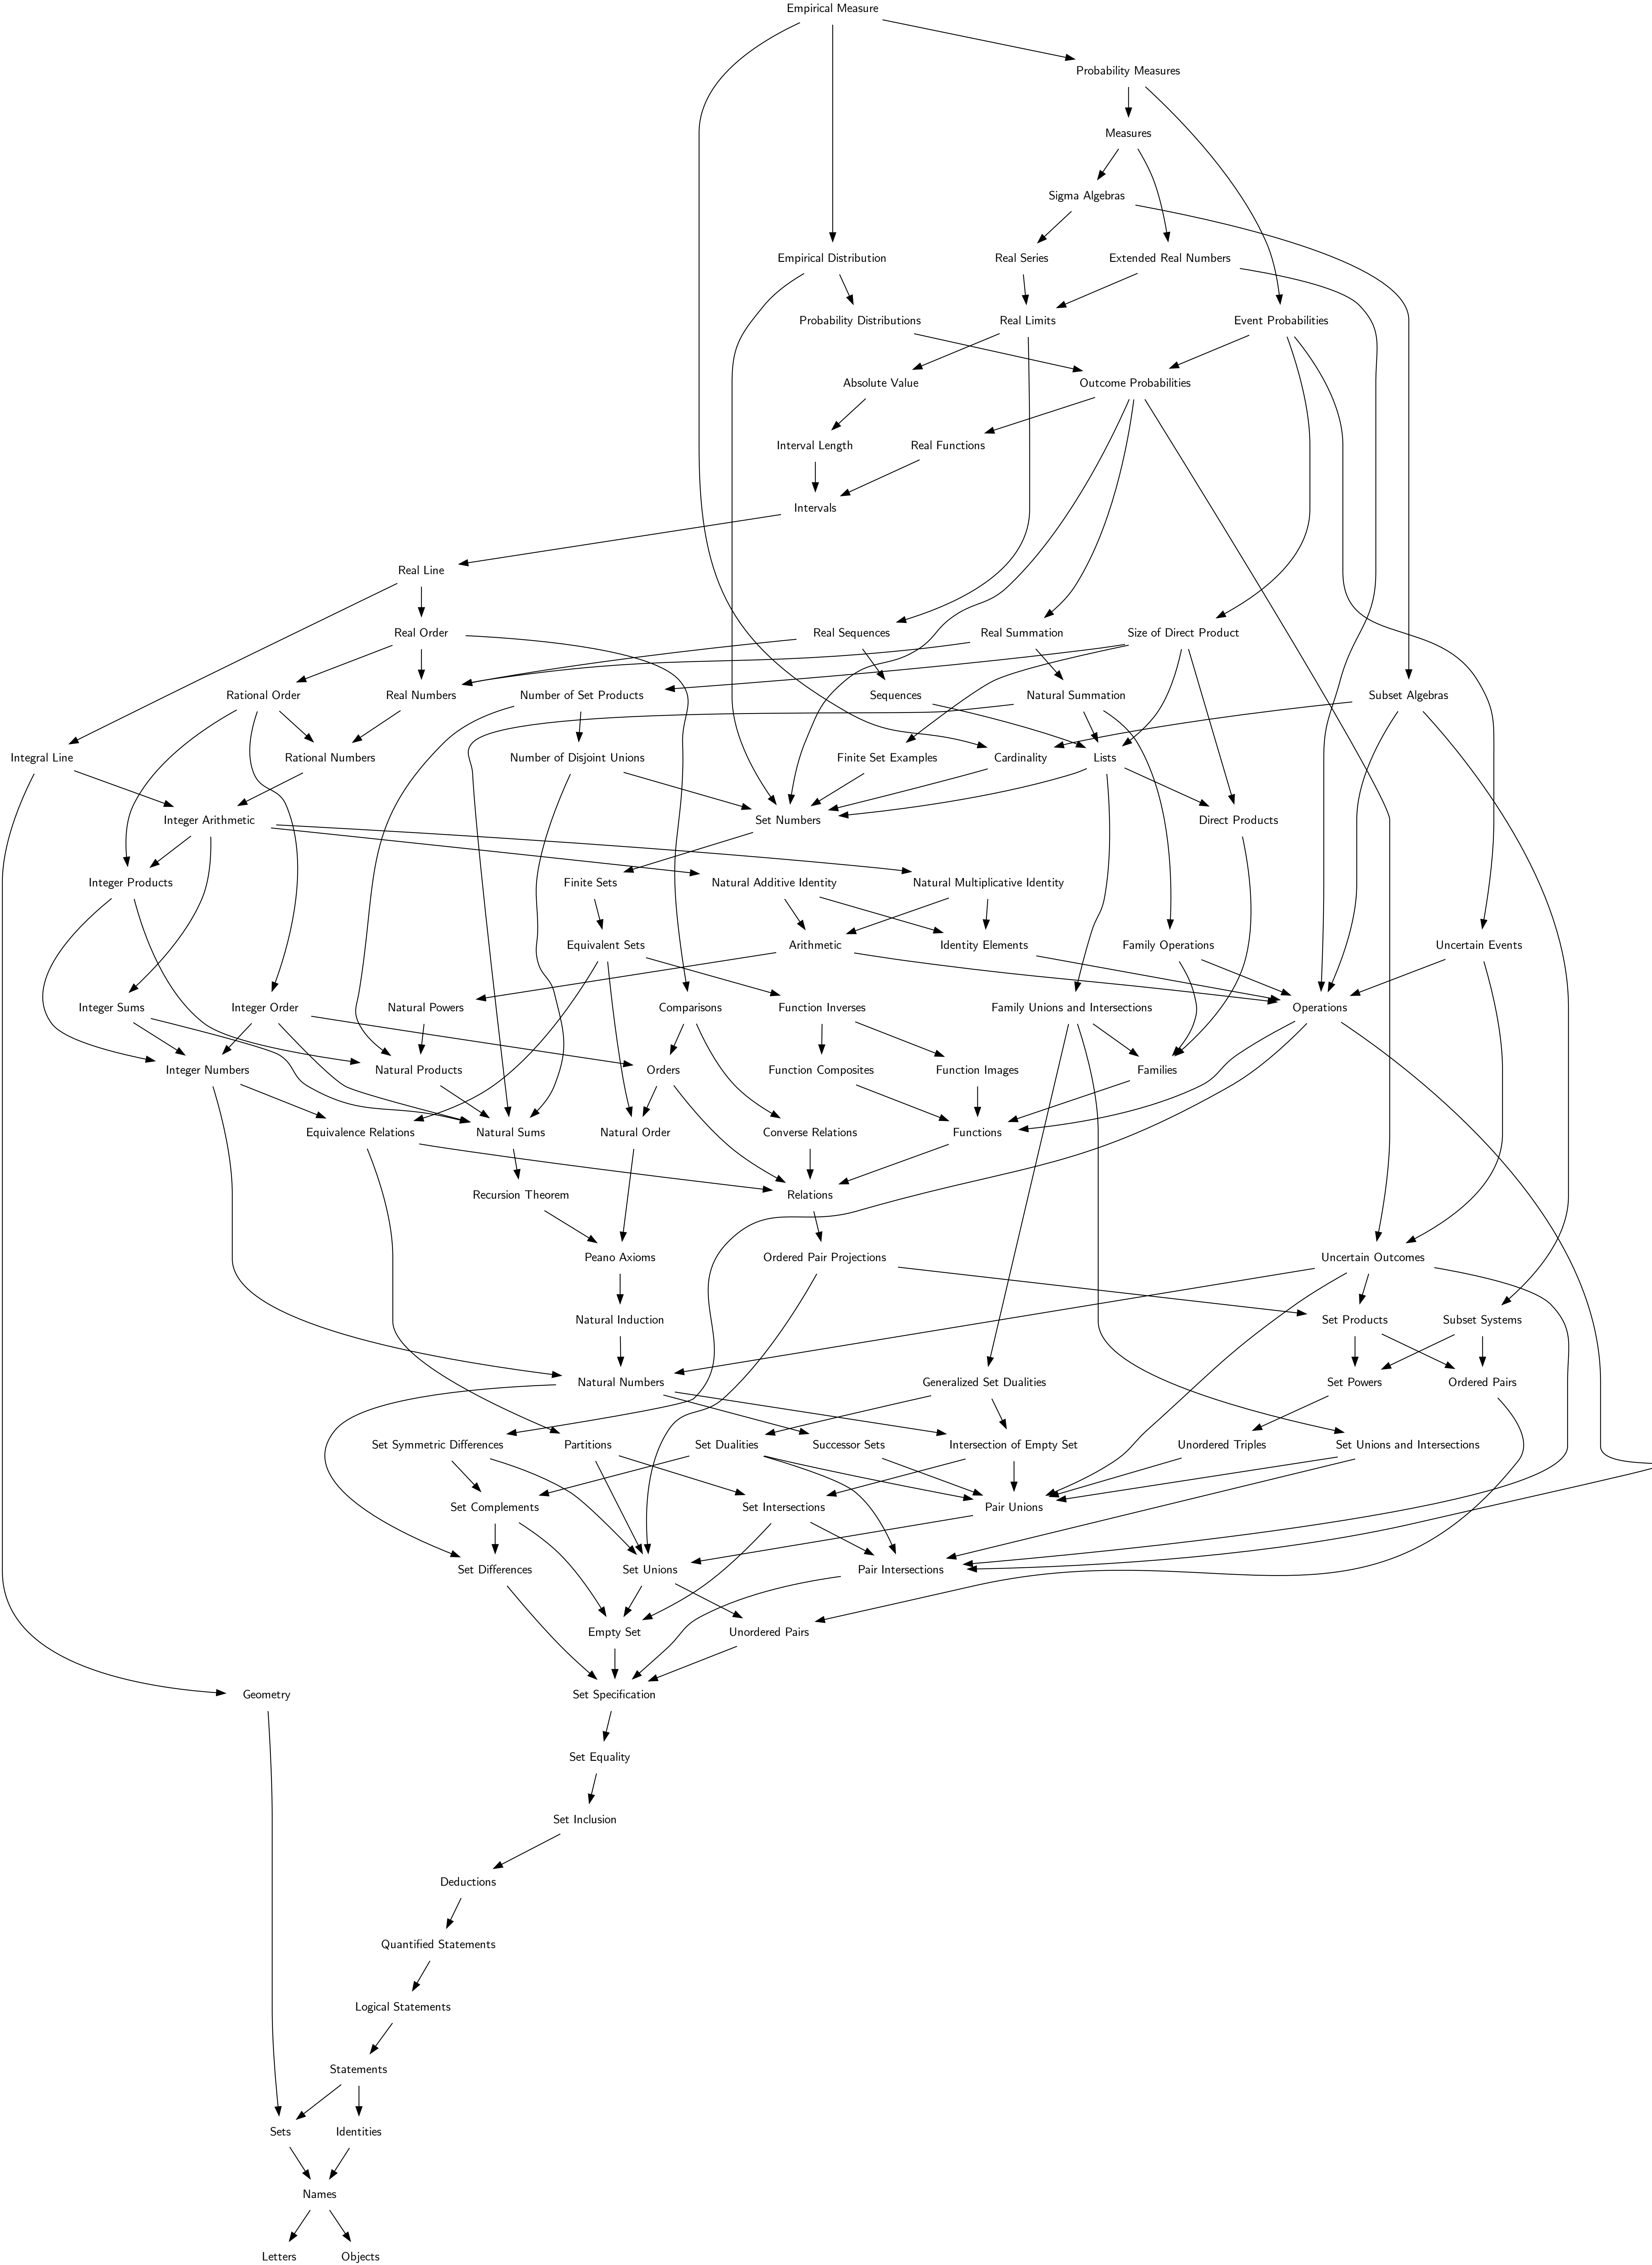 Empirical Measure
Probability Measures
Measures
Sigma Algebras
Empirical Distribution
Real Series
Extended Real Numbers
Probability Distributions
Real Limits
Event Probabilities
Absolute Value
Outcome Probabilities
Interval Length
Real Functions
Intervals
Real Line
Real Order
Real Sequences
Real Summation
Size of Direct Product
Rational Order
Real Numbers
Number of Set Products
Sequences
Natural Summation
Subset Algebras
Integral Line
Rational Numbers
Number of Disjoint Unions
Finite Set Examples
Cardinality
Lists
Integer Arithmetic
Set Numbers
Direct Products
Integer Products
Finite Sets
Natural Additive Identity
Natural Multiplicative Identity
Equivalent Sets
Arithmetic
Identity Elements
Family Operations
Uncertain Events
Integer Sums
Integer Order
Natural Powers
Comparisons
Function Inverses
Family Unions and Intersections
Operations
Integer Numbers
Natural Products
Orders
Function Composites
Function Images
Families
Equivalence Relations
Natural Sums
Natural Order
Converse Relations
Functions
Recursion Theorem
Relations
Peano Axioms
Ordered Pair Projections
Uncertain Outcomes
Natural Induction
Set Products
Subset Systems
Natural Numbers
Generalized Set Dualities
Set Powers
Ordered Pairs
Set Symmetric Differences
Partitions
Set Dualities
Successor Sets
Intersection of Empty Set
Unordered Triples
Set Unions and Intersections
Set Complements
Set Intersections
Pair Unions
Set Differences
Set Unions
Pair Intersections
Empty Set
Unordered Pairs
Geometry
Set Specification
Set Equality
Set Inclusion
Deductions
Quantified Statements
Logical Statements
Statements
Sets
Identities
Names
Letters
Objects